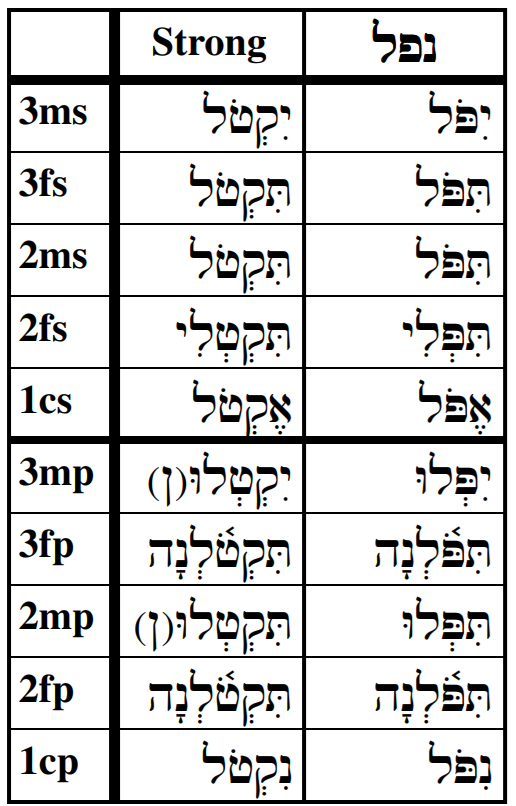 Strong נפל
3ms יִקְטֹל יִפֹּל
3fs תִּקְטֹל תִּפֹּל
2ms תִּקְטֹל תִּפֹּל
2fs תִּקְטְלִי תִּפְּלִי
1cs אֶקְטֹל אֶפֹּל
3mp יִקְטְלוּ(ן) יִפְּלוּ
3fp תִּקְטֹ֫לְנָה תִּפֹּ֫לְנָה
2mp תִּקְטְלוּ(ן) תִּפְּלוּ
2fp תִּקְטֹ֫לְנָה תִּפֹּ֫לְנָה
1cp נִקְטֹל נִפֹּל